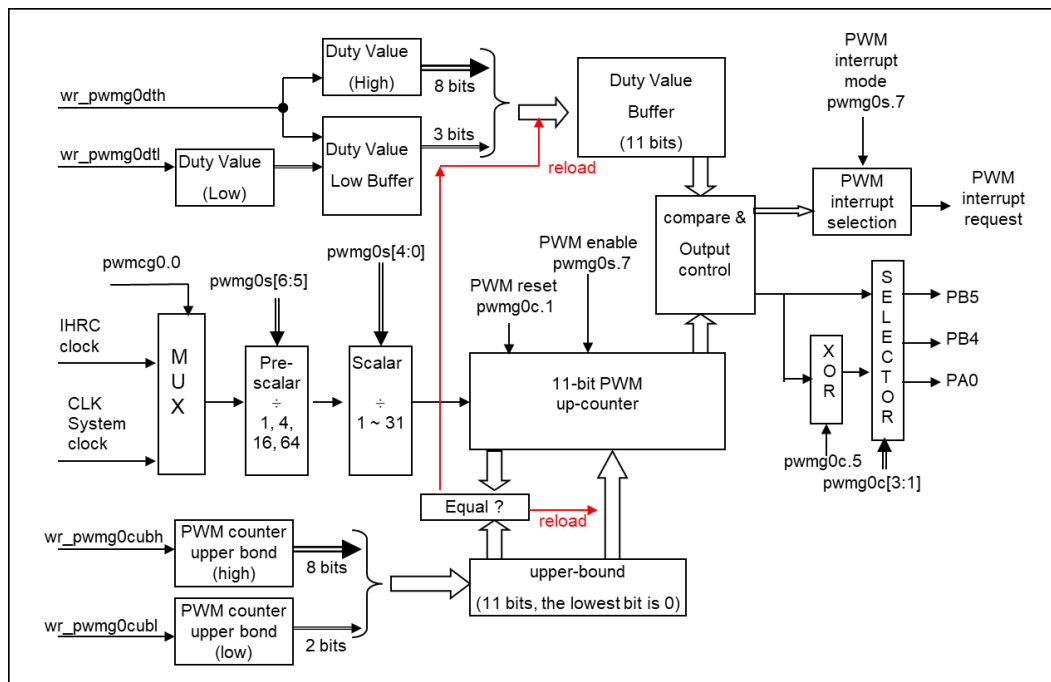 wr_pwmg0dth
wr_pwmg0dtl
Duty Value
(High)
8 bits
Duty Value
(Low)
Duty Value
Low Buffer
3 bits
reload
Duty Value
Buffer
(11 bits)
PWM
interrupt
mode
pwmg0s.7
PWM
interrupt
selection
PWM
interrupt
request
compare &
Output
control
pwmcg0.0
IHRC
clock
CLK
System
clock
MUX
pwmg0s[6:5]
Pre-
scalar
÷
1, 4,
16, 64
pwmg0s[4:0]
Scalar
÷
1 ~ 31
PWM reset
pwmg0c.1
PWM enable
pwmg0s.7
11-bit PWM
up-counter
XOR
pwmg0c.5
SELECTOR
pwmg0c[3:1]
PB5
PB4
PA0
Equal ?
reload
wr_pwmg0cubh
PWM counter
upper bond
(high)
8 bits
wr_pwmg0cubl
PWM counter
upper bond
(low)
2 bits
upper-bound
(11 bits, the lowest bit is 0)